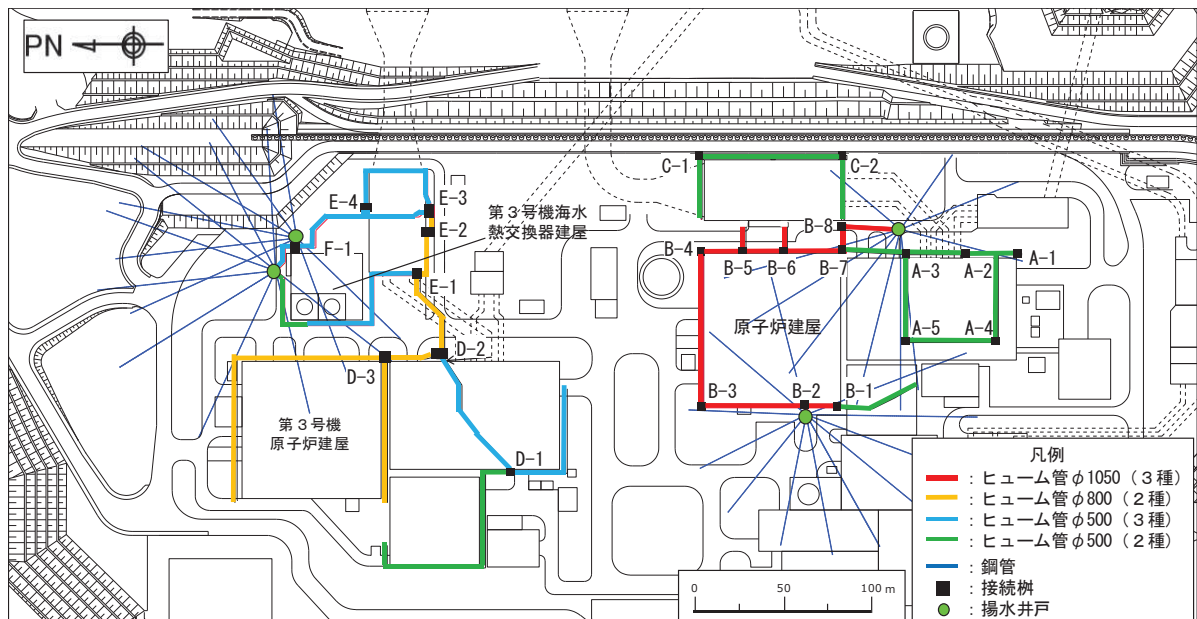 PN
C-1
C-2
E-4
E-3
第3号機海水
熱交換器建屋
E-2
F-1
B-8
B-4
B-5
B-6
B-7
A-3
A-2
A-1
E-1
原子炉建屋
A-5
A-4
D-2
D-3
B-3
B-2
B-1
第3号機
原子炉建屋
D-1
凡例
:ヒューム管φ1050(3種)
:ヒューム管φ800(2種)
:ヒューム管φ500(3種)
:ヒューム管φ500(2種)
:鋼管
:接続桝
:揚水井戸
0 50 100m